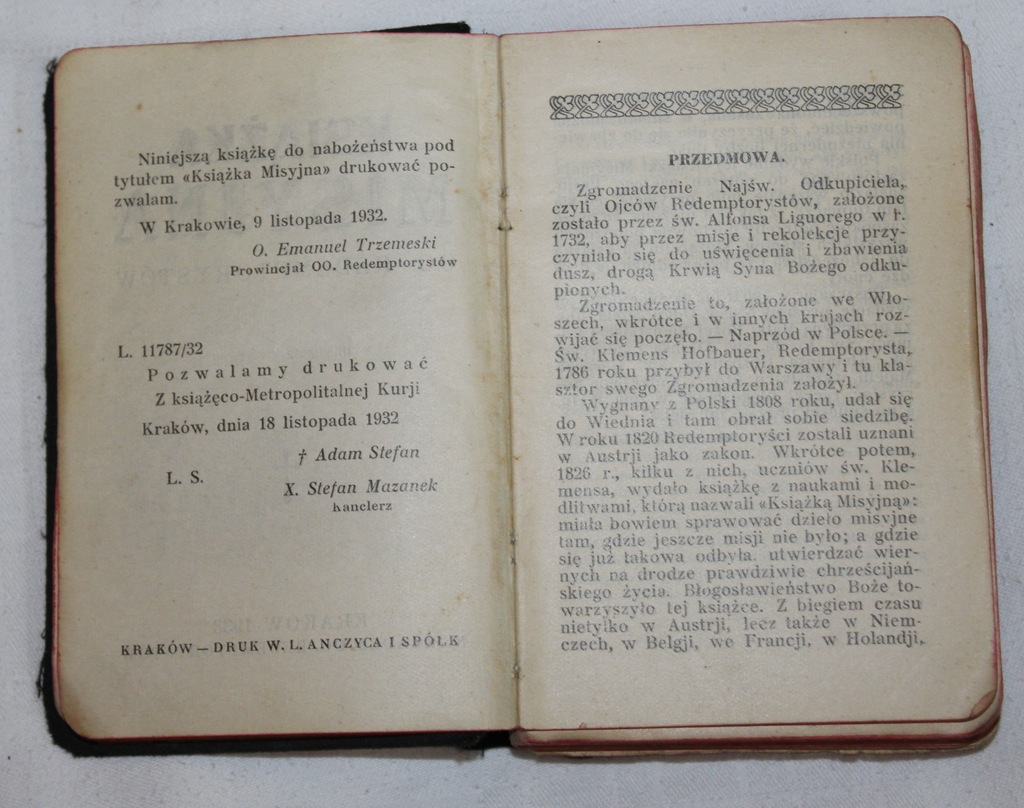 Niniejszą książkę do nabożeństwa pod
tytułem «Książka Misyjna» drukować po-
zwalam.
W Krakowie, 9 listopada 1932.
O. Emanuel Trzemeski
Prowincjał OO. Redemptorystów
L. 11787/32
Pozwalamy drukować
Z książęco-Metropolitalnej Kurji
Kraków, dnia 18 listopada 1932
† Adam Stefan
L. S.
X. Stefan Mazanek
kanclerz
KRAKÓW — DRUK W. L. ANCZYCA I SPÓŁK
PRZEDMOWA.
Zgromadzenie Najśw. Odkupiciela,
czyli Ojców Redemptorystów, założone
zostało przez św. Alfonsa Liguorego w r.
1732, aby przez misje i rekolekcje przy-
czyniało się do uświęcenia i zbawienia
dusz, drogą Krwią Syna Bożego odku-
pionych.
Zgromadzenie to, założone we Wło-
szech, wkrótce i w innych krajach roz-
wijać się poczęło. — Naprzód w Polsce. —
Św. Klemens Hofbauer, Redemptorysta,
1786 roku przybył do Warszawy i tu kla-
sztor swego Zgromadzenia założył.
Wygnany z Polski 1808 roku, udał się
do Wiednia i tam obrał sobie siedzibę.
W roku 1820 Redemptoryści zostali uznani
w Austrji jako zakon. Wkrótce potem,
1826 r., kilku z nich, uczniów św. Kle-
mensa, wydało książkę z naukami i mo-
dlitwami, którą nazwali «Książką Misyjną»:
miała bowiem sprawować dzieło misyjne
tam, gdzie jeszcze misji nie było; a gdzie
się już takowa odbyła, utwierdzać wier-
nych na drodze prawdziwie chrześcijań-
skiego życia. Błogosławieństwo Boże to-
warzyszyło tej książce. Z biegiem czasu
nietylko w Austrji, lecz także w Niem-
czech, w Belgji, we Francji, w Holandji,